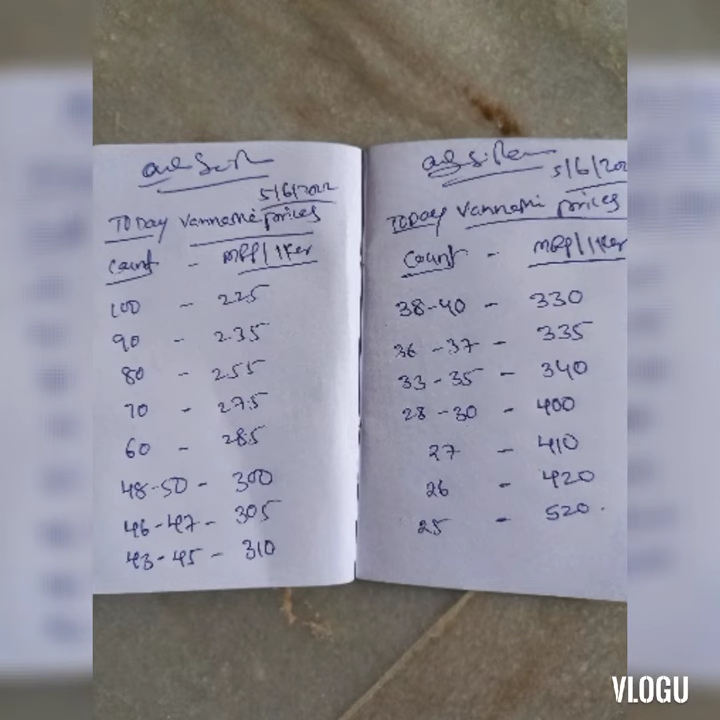 5/6/2022
TODay Vannamei prices
Count - MRP/1Ker
100 - 225
90 - 235
80 - 255
70 - 275
60 - 285
48-50 - 300
46-47 - 305
43-45 - 310
5/6/202
TODay Vannami prices
Count - MRP/1Ker
38-40 - 330
36-37 - 335
33-35 - 340
28-30 - 400
27 - 410
26 - 420
25 - 520.
VLOGU